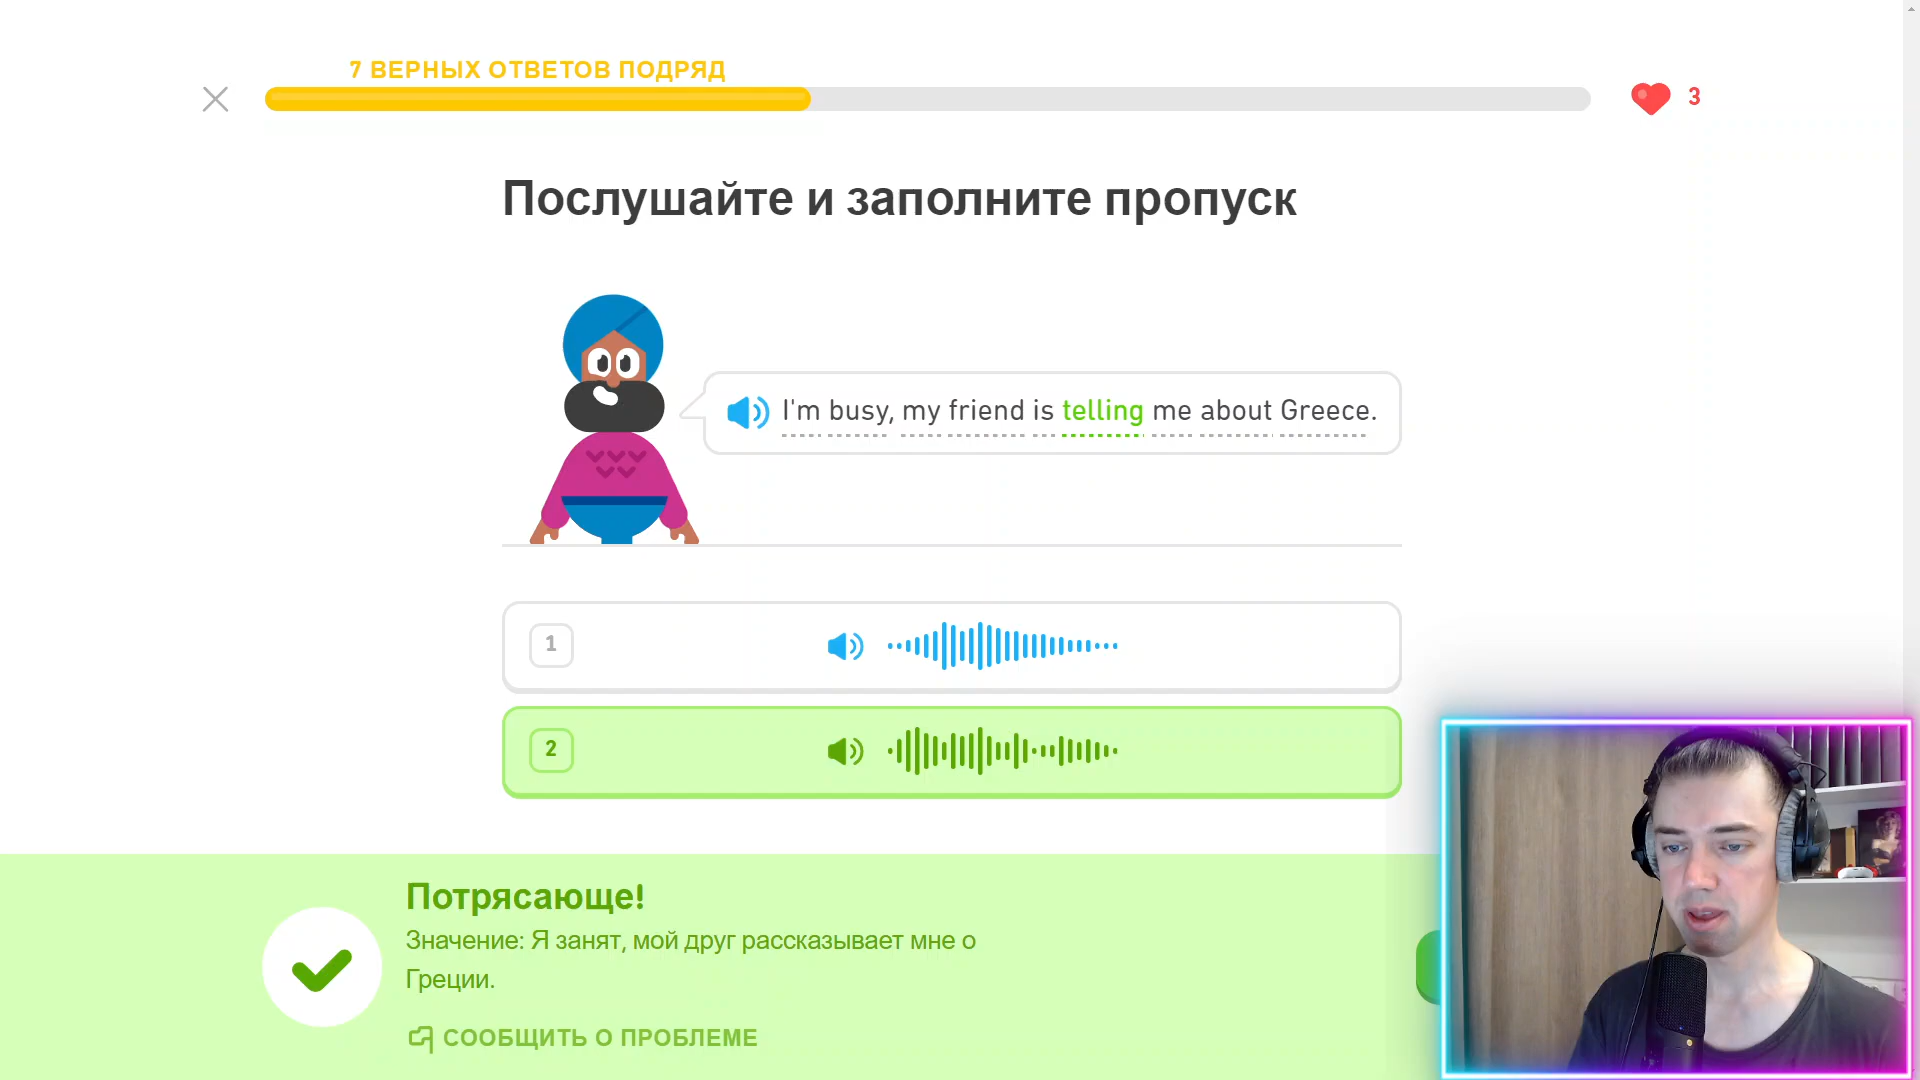 7 ВЕРНЫХ ОТВЕТОВ ПОДРЯД
3
Послушайте и заполните пропуск
I'm busy, my friend is telling me about Greece.
1
2
Потрясающе!
Значение: Я занят, мой друг рассказывает мне о
Греции.
СООБЩИТЬ О ПРОБЛЕМЕ